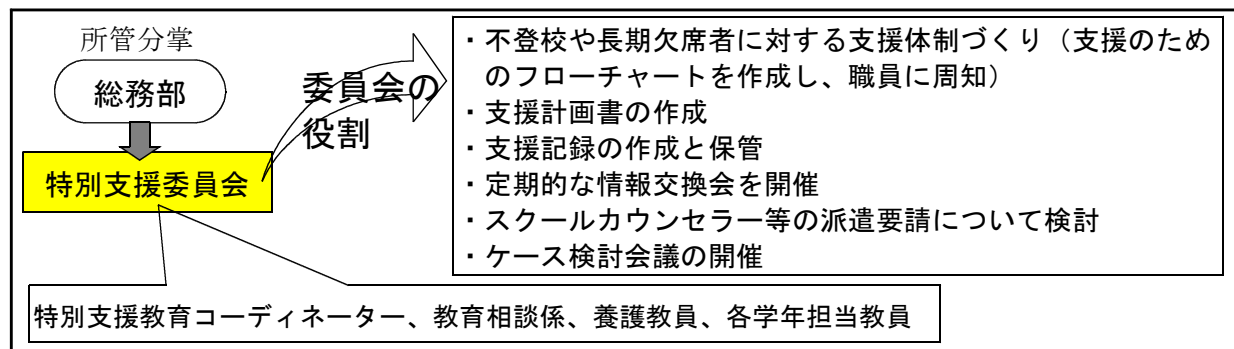 所管分掌
総務部
特別支援委員会
委員会の
役割
・不登校や長期欠席者に対する支援体制づくり（支援のため
のフローチャートを作成し、職員に周知）
・支援計画書の作成
・支援記録の作成と保管
・定期的な情報交換会を開催
・スクールカウンセラー等の派遣要請について検討
・ケース検討会議の開催
特別支援教育コーディネーター、教育相談係、養護教員、各学年担当教員